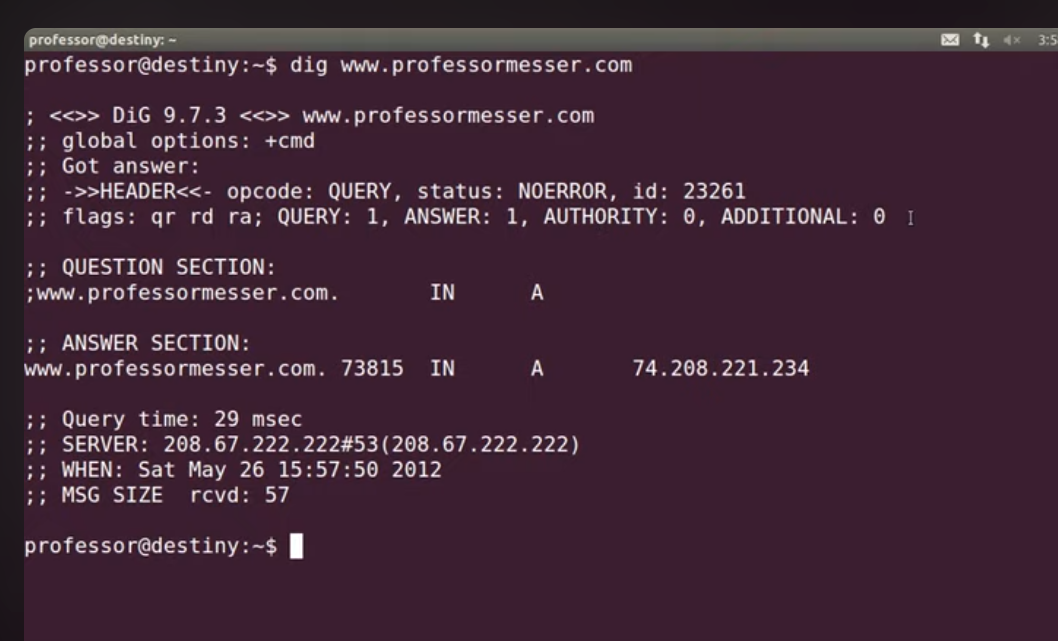 professor@destiny: ~
professor@destiny:~$ dig www.professormesser.com
; <<>> DiG 9.7.3 <<>> www.professormesser.com
;; global options: +cmd
;; Got answer:
;; ->>HEADER<<- opcode: QUERY, status: NOERROR, id: 23261
;; flags: qr rd ra; QUERY: 1, ANSWER: 1, AUTHORITY: 0, ADDITIONAL: 0
;; QUESTION SECTION:
;www.professormesser.com. IN A
;; ANSWER SECTION:
www.professormesser.com. 73815 IN A 74.208.221.234
;; Query time: 29 msec
;; SERVER: 208.67.222.222#53(208.67.222.222)
;; WHEN: Sat May 26 15:57:50 2012
;; MSG SIZE rcvd: 57
professor@destiny:~$